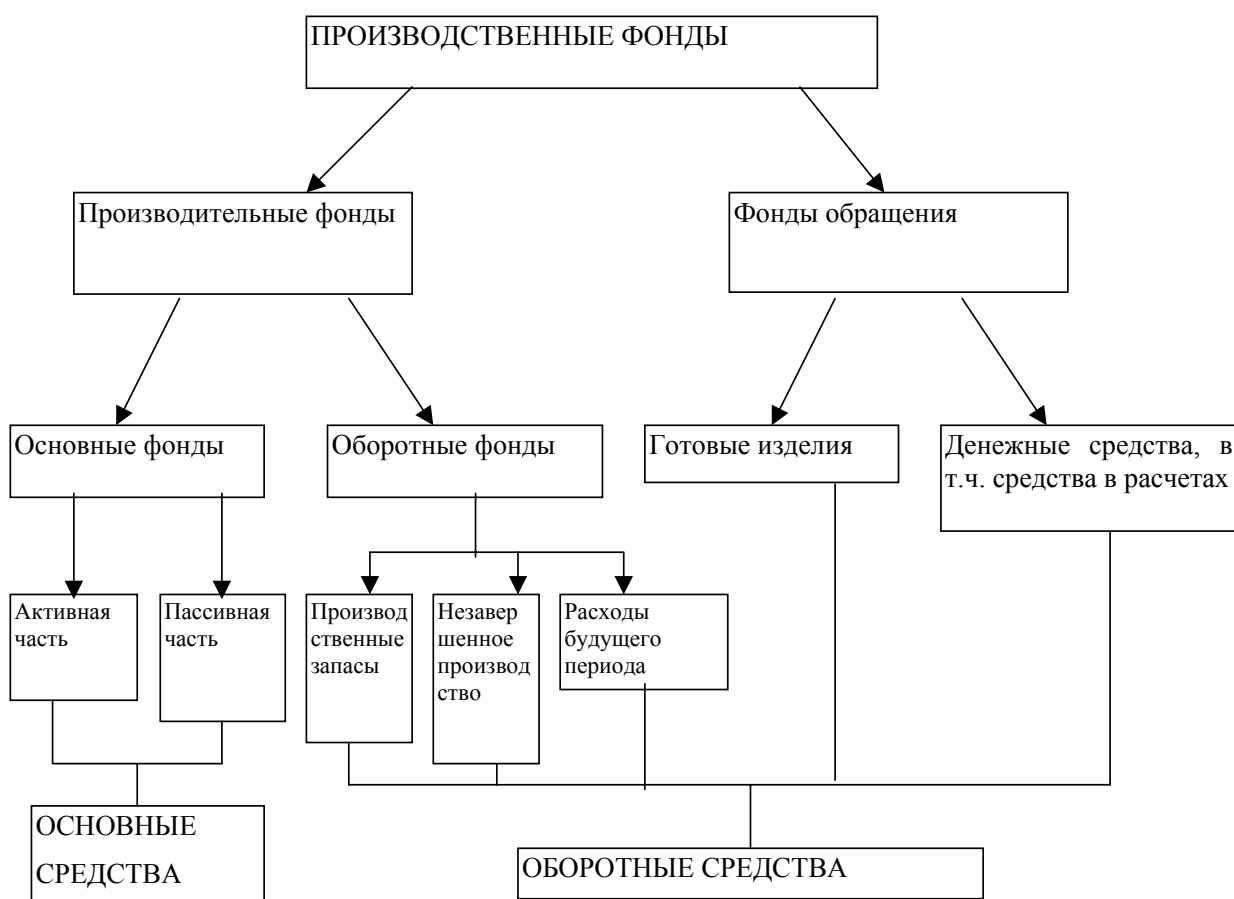 ПРОИЗВОДСТВЕННЫЕ ФОНДЫ
Производительные фонды
Фонды обращения
Основные фонды
Оборотные фонды
Готовые изделия
Денежные средства, в
т.ч. средства в расчетах
Активная
часть
Пассивная
часть
Производ
ственные
запасы
Незавер
шенное
производ
ство
Расходы
будущего
периода
ОСНОВНЫЕ
СРЕДСТВА
ОБОРОТНЫЕ СРЕДСТВА